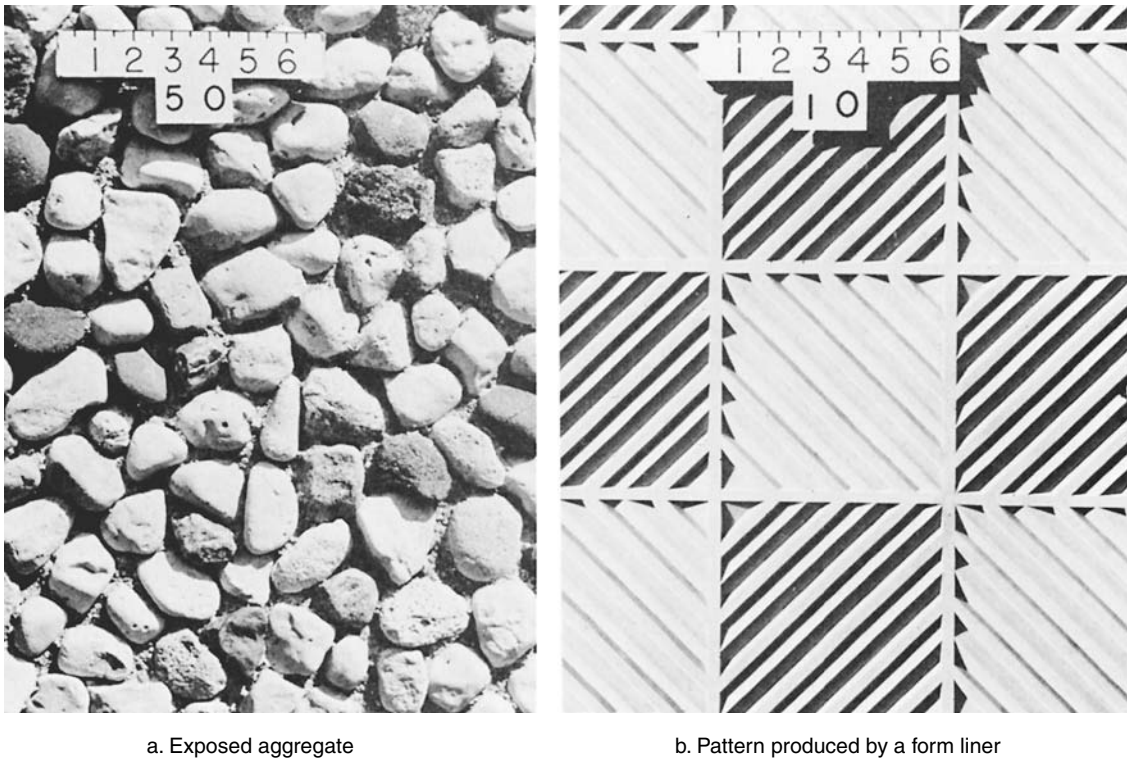 1 2 3 4 5 6
5 0
1 2 3 4 5 6
1 0
a. Exposed aggregate
b. Pattern produced by a form liner